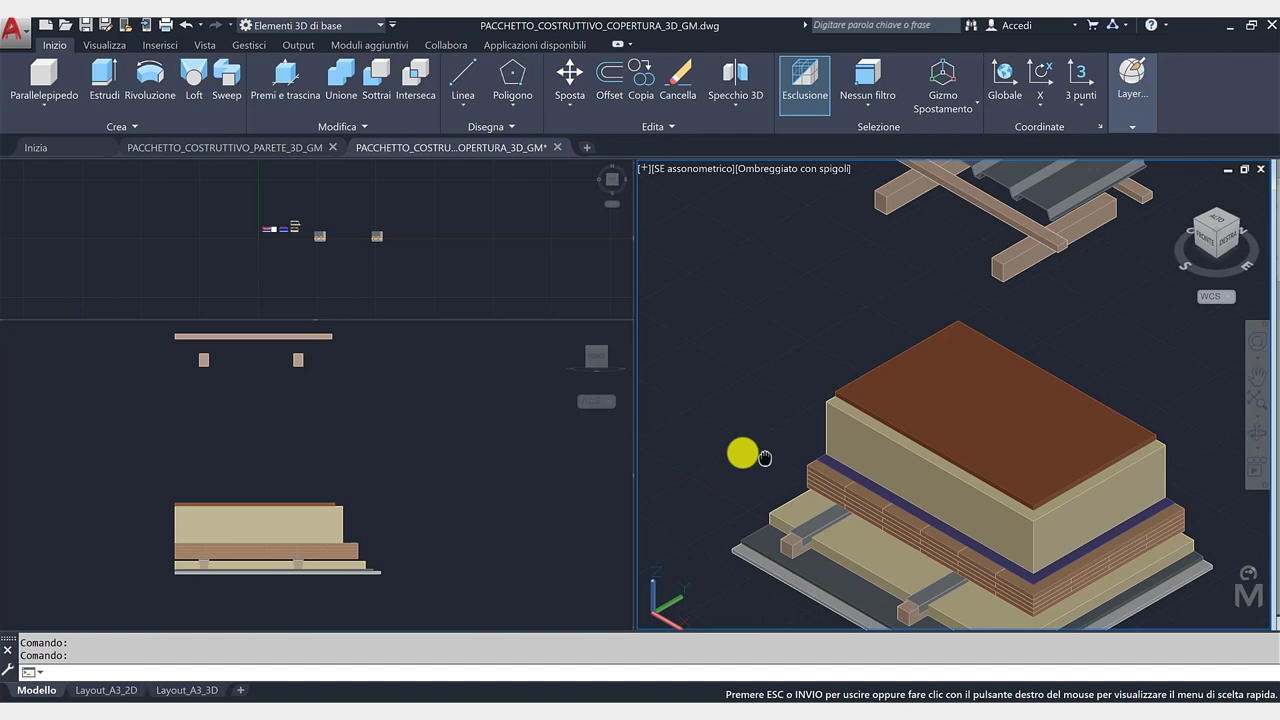 Elementi 3D di base
PACCHETTO_COSTRUTTIVO_COPERTURA_3D_GM.dwg
Digitare parola chiave o frase
Accedi
Inizio
Visualizza
Inserisci
Vista
Gestisci
Output
Moduli aggiuntivi
Collabora
Applicazioni disponibili
Parallelepipedo
Estrudi
Rivoluzione
Loft
Sweep
Premi e trascina
Unione
Sottrai
Interseca
Linea
Poligono
Sposta
Offset
Copia
Cancella
Specchio 3D
Esclusione
Nessun filtro
Gizmo
Spostamento
Globale
X
3 punti
Layer...
Crea
Modifica
Disegna
Edita
Selezione
Coordinate
Inizia
PACCHETTO_COSTRUTTIVO_PARETE_3D_GM
PACCHETTO_COSTRU...OPERTURA_3D_GM*
[+][SE assonometrico][Ombreggiato con spigoli]
ALTO
FRONTE
DESTRA
S
E
WCS
Z
Y
M
Comando:
Comando:
Modello
Layout_A3_2D
Layout_A3_3D
Premere ESC o INVIO per uscire oppure fare clic con il pulsante destro del mouse per visualizzare il menu di scelta rapida.